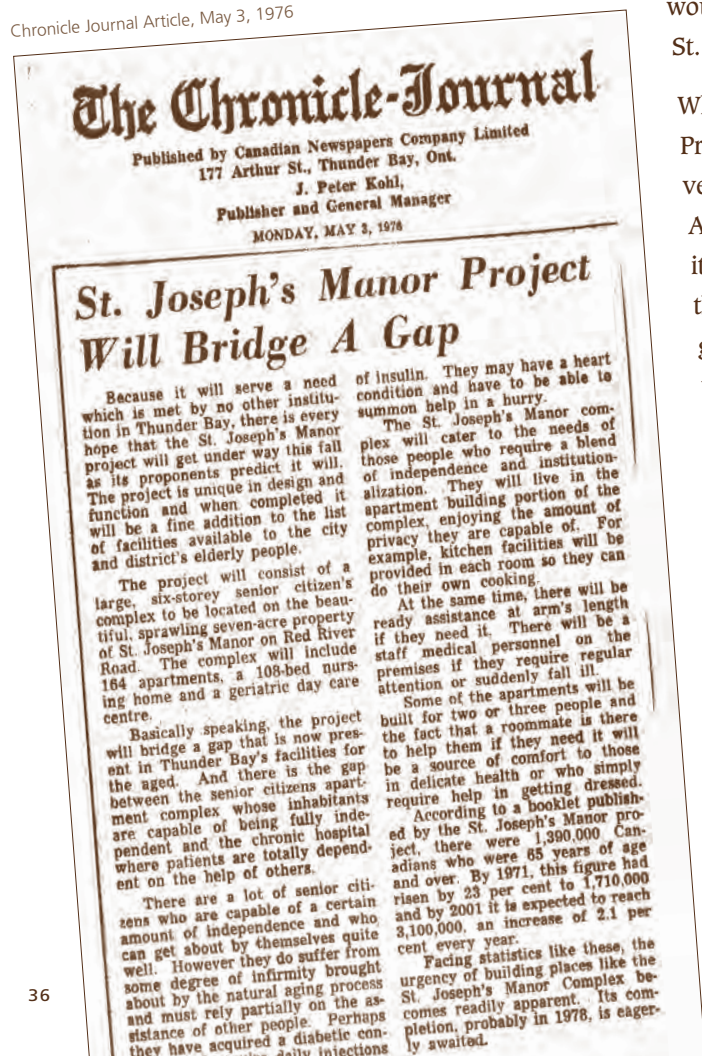 Chronicle Journal Article, May 3, 1976
The Chronicle-Journal
Published by Canadian Newspapers Company Limited
177 Arthur St., Thunder Bay, Ont.
J. Peter Kohl,
Publisher and General Manager
MONDAY, MAY 3, 1976
St. Joseph's Manor Project
Will Bridge A Gap
Because it will serve a need
which is met by no other institu-
tion in Thunder Bay, there is every
hope that the St. Joseph's Manor
project will get under way this fall
as its proponents predict it will.
The project is unique in design and
function and when completed it
will be a fine addition to the list
of facilities available to the city
and district's elderly people.
The project will consist of a
large, six-storey senior citizen's
complex to be located on the beau-
tiful, sprawling seven-acre property
of St. Joseph's Manor on Red River
Road. The complex will include
164 apartments, a 108-bed nurs-
ing home and a geriatric day care
centre.
Basically speaking, the project
will bridge a gap that is now pres-
ent in Thunder Bay's facilities for
the aged. And there is the gap
between the senior citizens apart-
ment complex whose inhabitants
are capable of being fully inde-
pendent and the chronic hospital
where patients are totally depend-
ent on the help of others.
There are a lot of senior citi-
zens who are capable of a certain
amount of independence and who
can get about by themselves quite
well. However they do suffer from
some degree of infirmity brought
about by the natural aging process
and must rely partially on the as-
sistance of other people. Perhaps
they have acquired a diabetic con-
daily injections
of insulin. They may have a heart
condition and have to be able to
summon help in a hurry.
The St. Joseph's Manor com-
plex will cater to the needs of
those people who require a blend
of independence and institution-
alization. They will live in the
apartment building portion of the
complex, enjoying the amount of
privacy they are capable of. For
example, kitchen facilities will be
provided in each room so they can
do their own cooking.
At the same time, there will be
ready assistance at arm's length
if they need it. There will be a
staff medical personnel on the
premises if they require regular
attention or suddenly fall ill.
Some of the apartments will be
built for two or three people and
the fact that a roommate is there
to help them if they need it will
be a source of comfort to those
in delicate health or who simply
require help in getting dressed.
According to a booklet publish-
ed by the St. Joseph's Manor pro-
ject, there were 1,390,000 Can-
adians who were 65 years of age
and over. By 1971, this figure had
risen by 23 per cent to 1,710,000
and by 2001 it is expected to reach
3,100,000, an increase of 2.1 per
cent every year.
Facing statistics like these, the
urgency of building places like the
St. Joseph's Manor Complex be-
comes readily apparent. Its com-
pletion, probably in 1978, is eager-
ly awaited.
36
St.